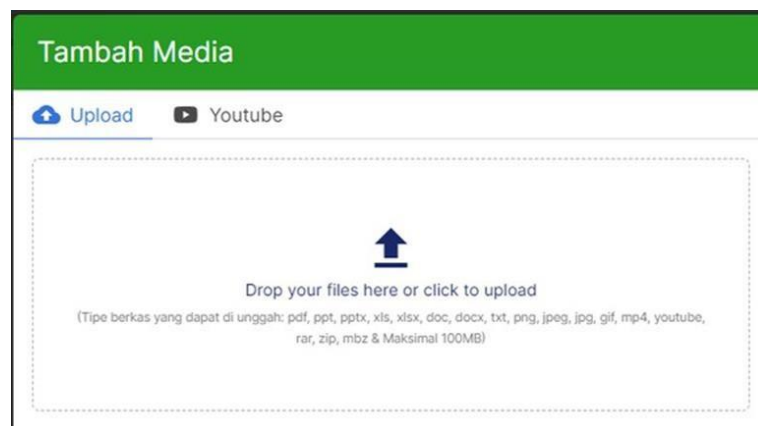 Tambah Media
Upload Youtube
Drop your files here or click to upload
(Tipe berkas yang dapat di unggah: pdf, ppt, pptx, xls, xlsx, doc, docx, txt, png, jpeg, jpg, gif, mp4, youtube,
rar, zip, mbz & Maksimal 100MB)